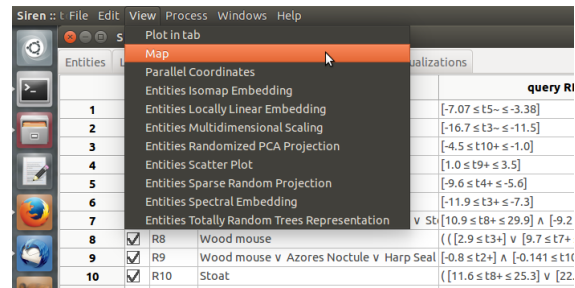 Siren :: t File Edit View Process Windows Help
S Plot in tab
Entities L Map ualizations
Parallel Coordinates
query R
Entities Isomap Embedding
1 Entities Locally Linear Embedding [-7.07 ≤ t5~ ≤ -3.38]
2 Entities Multidimensional Scaling [-16.7 ≤ t3~ ≤ -11.5]
3 Entities Randomized PCA Projection [-4.5 ≤ t10+ ≤ -1.0]
4 Entities Scatter Plot [1.0 ≤ t9+ ≤ 3.5]
5 Entities Sparse Random Projection [-9.6 ≤ t4+ ≤ -5.6]
6 Entities Spectral Embedding [-11.9 ≤ t3+ ≤ -7.3]
7 Entities Totally Random Trees Representation v St [10.9 ≤ t8+ ≤ 29.9] ∧ [-9.2
8 R8 Wood mouse ( ( [2.9 ≤ t3+] ∨ [9.7 ≤ t7+
9 R9 Wood mouse ∨ Azores Noctule ∨ Harp Seal [-0.8 ≤ t2+] ∧ [-0.141 ≤ t10
10 R10 Stoat ( [11.6 ≤ t8+ ≤ 25.3] ∨ [22.